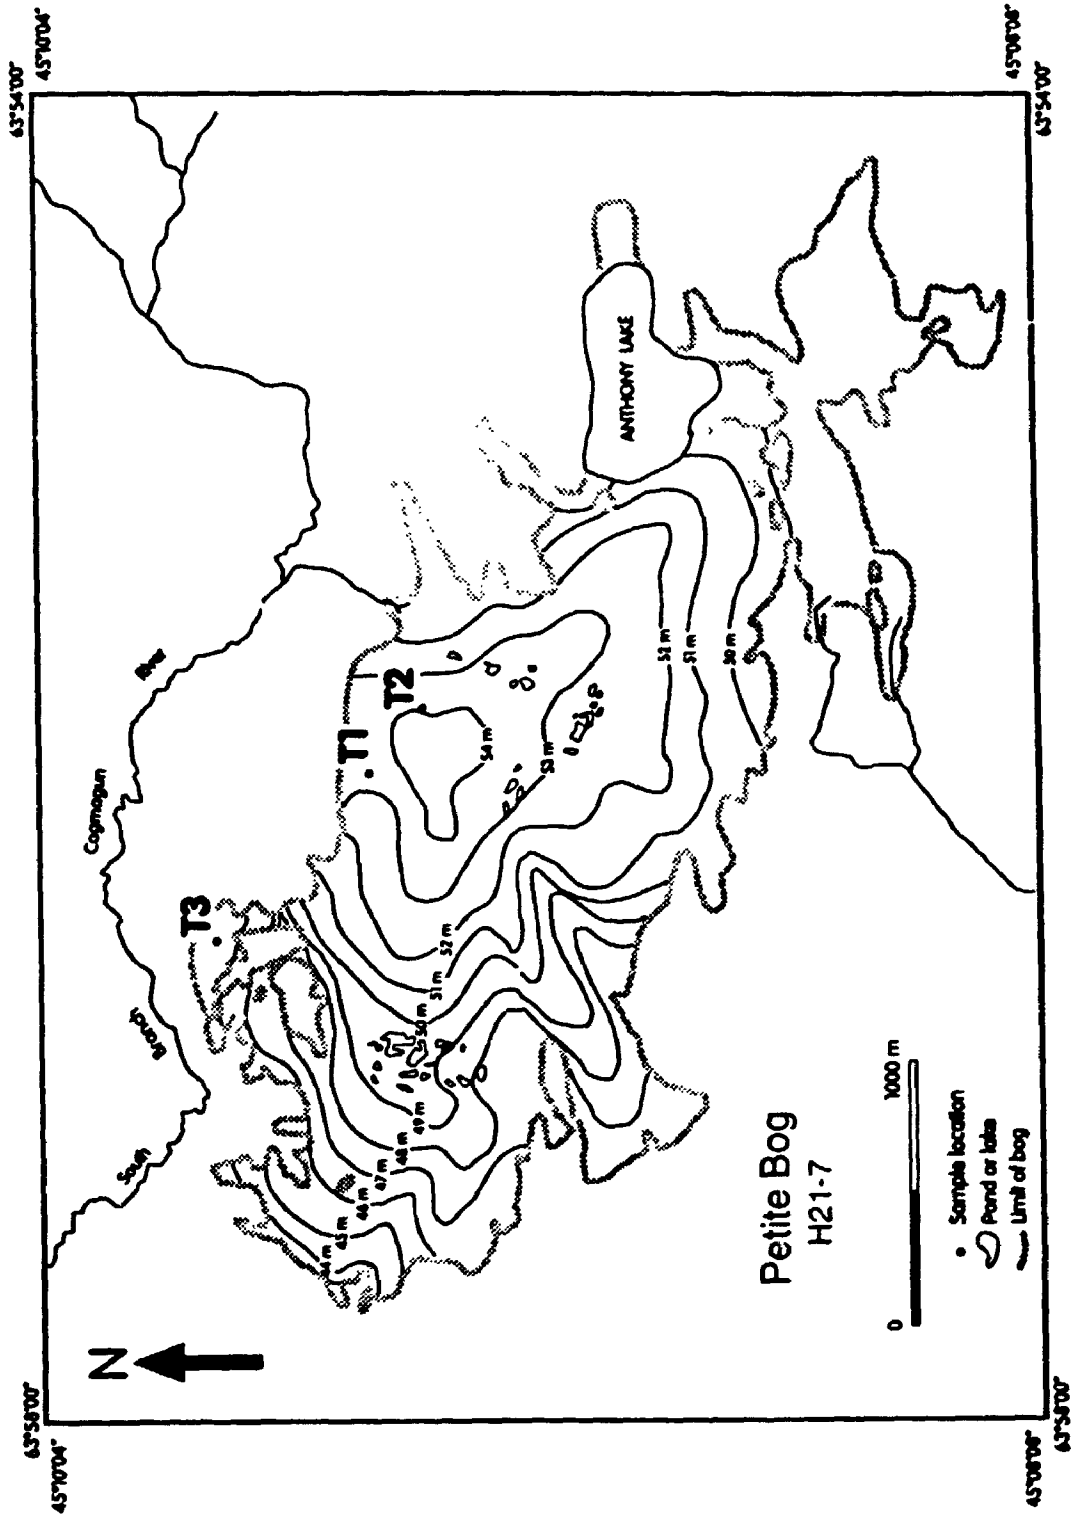 63°58'00"
63°54'00"
45°10'04"
45°10'04"
N
South
Branch
Cogmagun
River
T3
T1
T2
ANTHONY LAKE
44 m
45 m
46 m
47 m
48 m
49 m
50 m
51 m
52 m
53 m
54 m
52 m
51 m
50 m
Petite Bog
H21-7
0 1000 m
Sample location
Pond or lake
Limit of bog
45°08'08"
45°08'08"
63°58'00"
63°54'00"